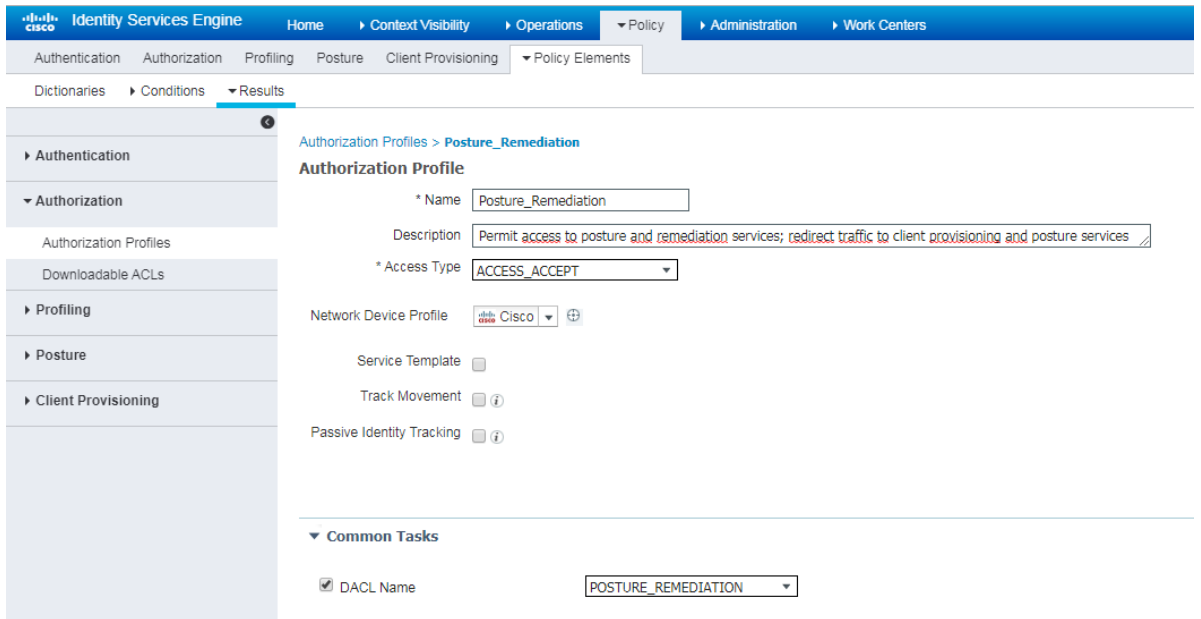 cisco Identity Services Engine Home Context Visibility Operations Policy Administration Work Centers
Authentication Authorization Profiling Posture Client Provisioning Policy Elements
Dictionaries Conditions Results
Authentication
Authorization
Authorization Profiles
Downloadable ACLs
Profiling
Posture
Client Provisioning
Authorization Profiles > Posture_Remediation
Authorization Profile
* Name Posture_Remediation
Description Permit access to posture and remediation services; redirect traffic to client provisioning and posture services
* Access Type ACCESS_ACCEPT
Network Device Profile cisco Cisco
Service Template
Track Movement i
Passive Identity Tracking i
Common Tasks
DACL Name POSTURE_REMEDIATION